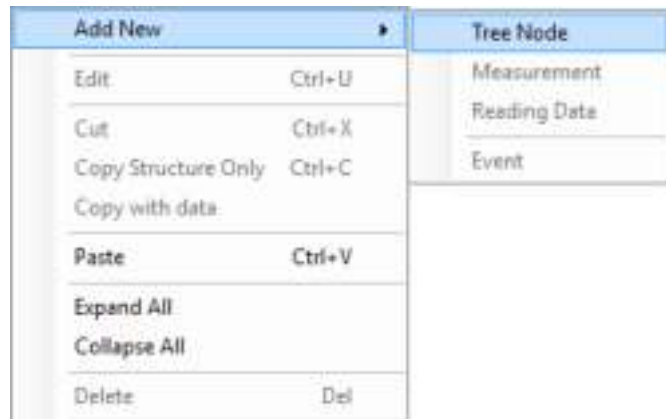 Add New
Edit Ctrl+U
Cut Ctrl+X
Copy Structure Only Ctrl+C
Copy with data
Paste Ctrl+V
Expand All
Collapse All
Delete Del
Tree Node
Measurement
Reading Data
Event